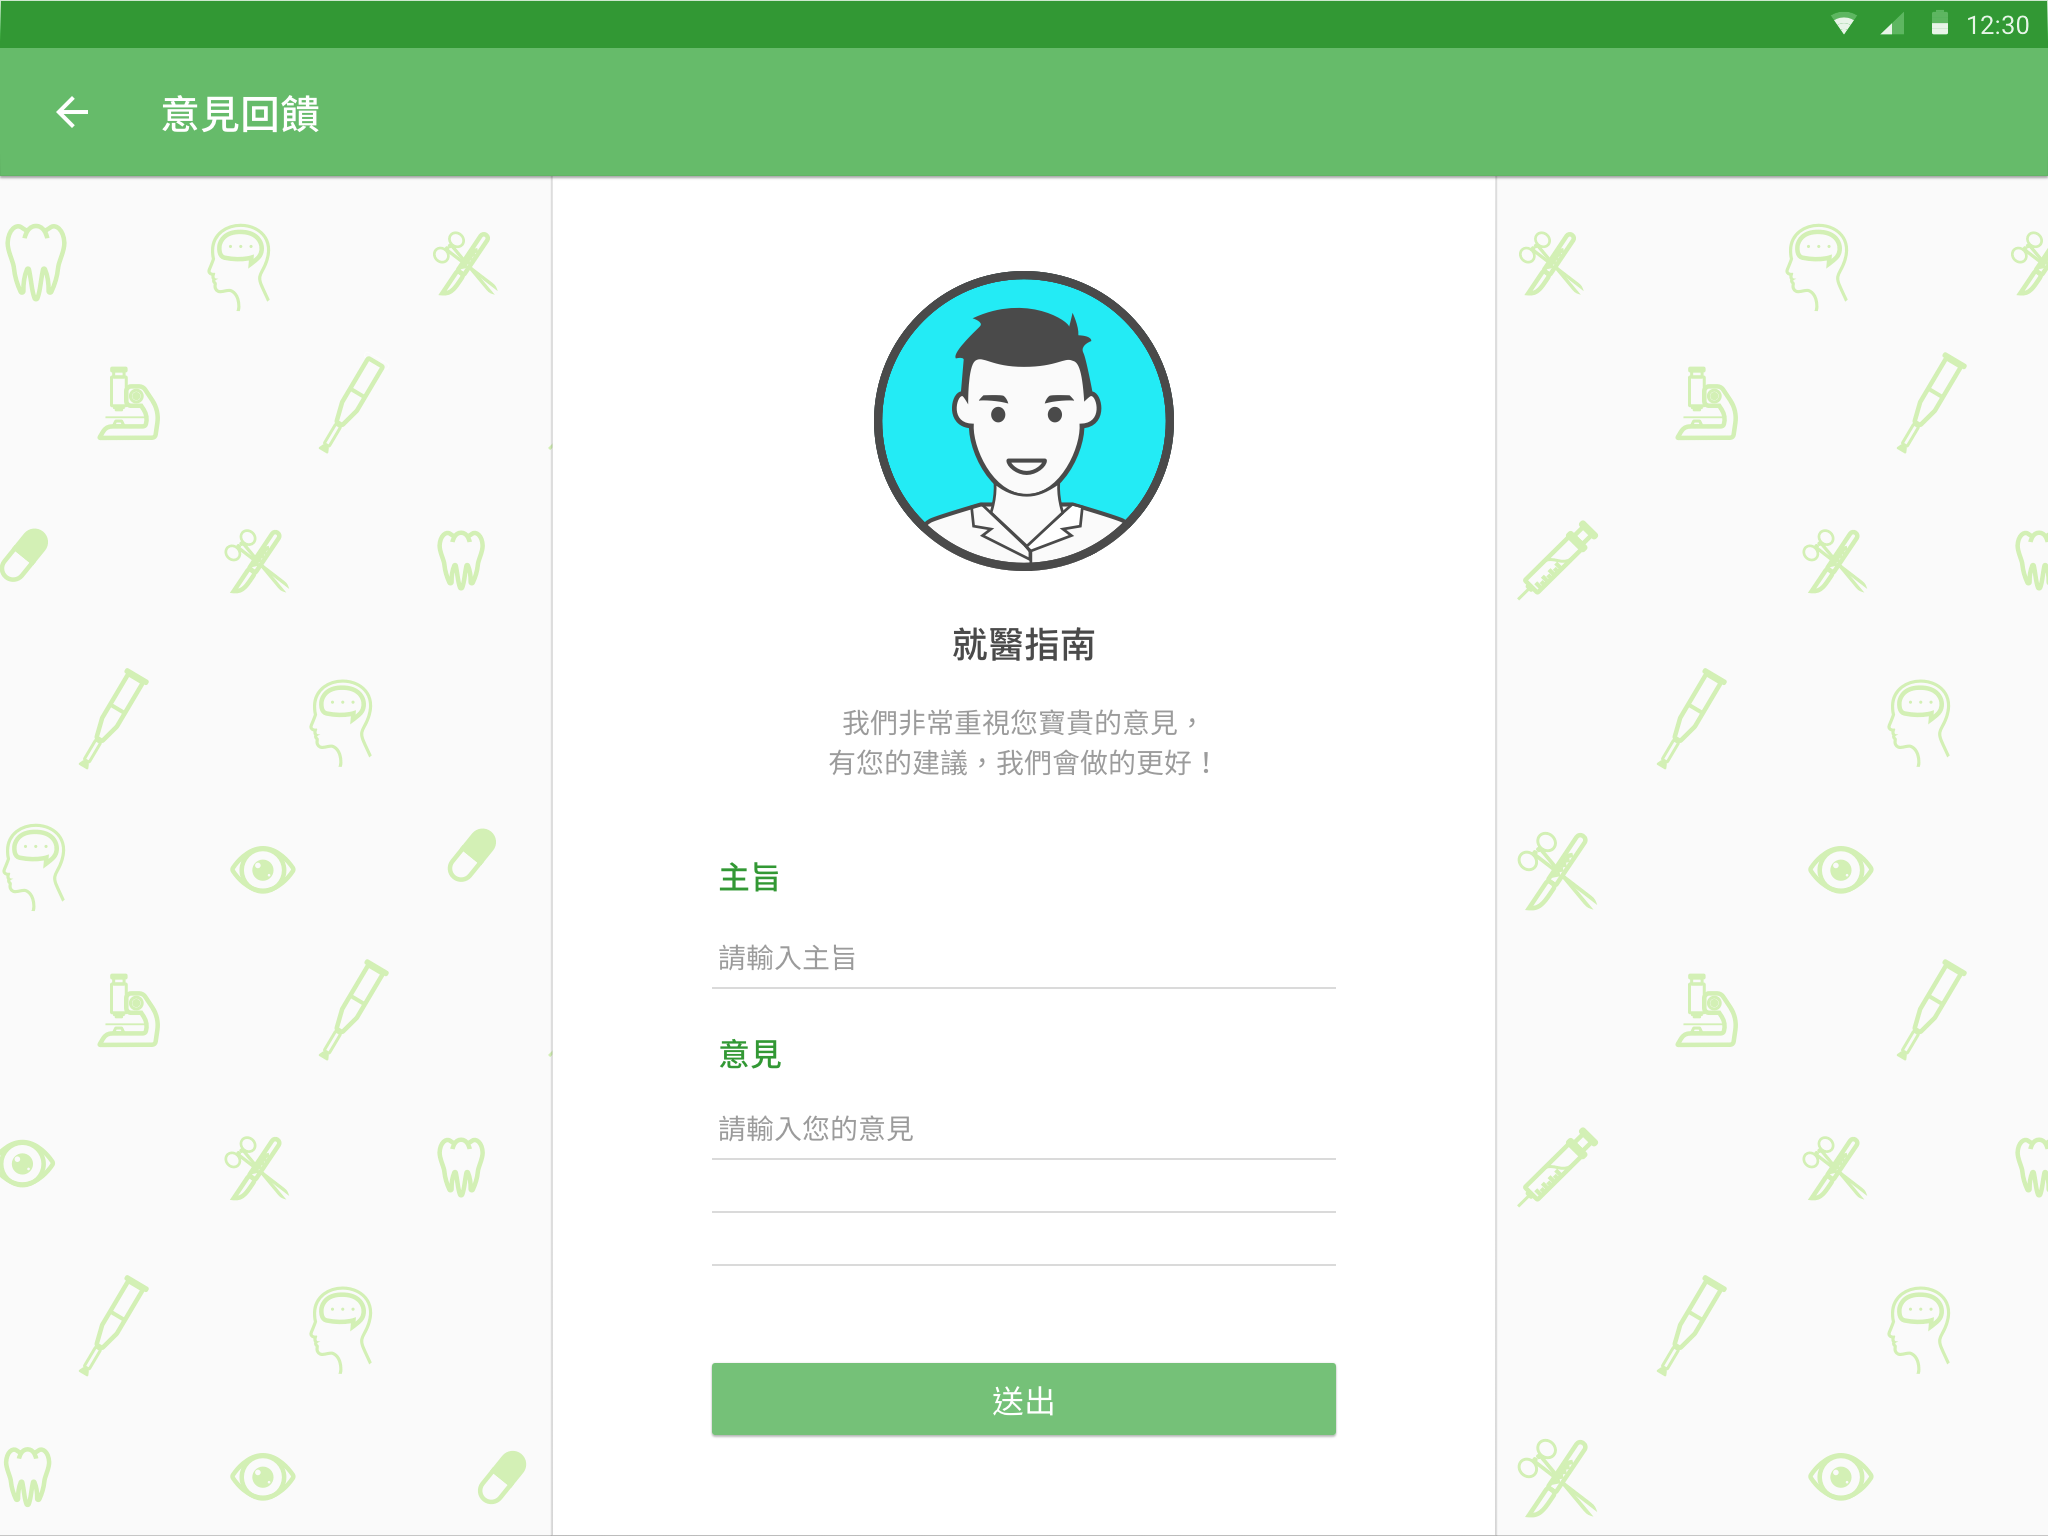 12:30
意見回饋
就醫指南
我們非常重視您寶貴的意見，
有您的建議，我們會做的更好！
主旨
請輸入主旨
意見
請輸入您的意見
送出